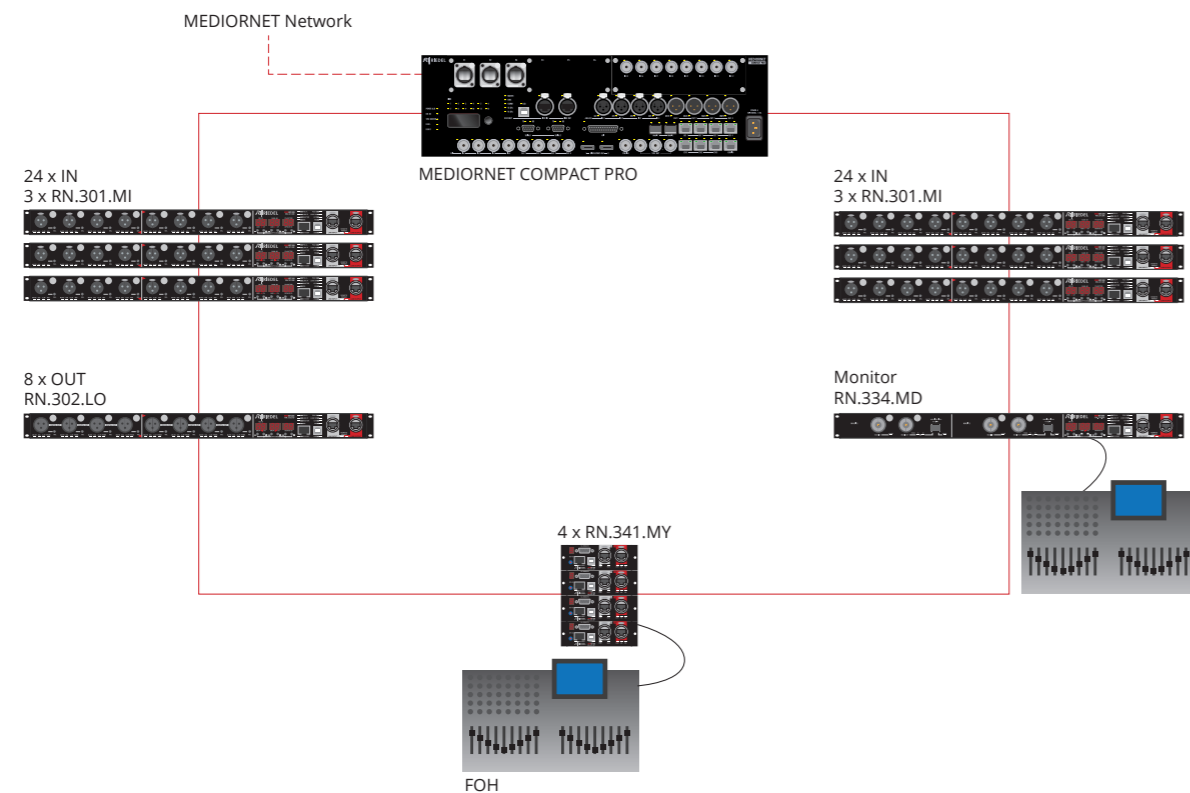 MEDIORNET Network
MEDIORNET COMPACT PRO
24 x IN
3 x RN.301.MI
24 x IN
3 x RN.301.MI
8 x OUT
RN.302.LO
Monitor
RN.334.MD
4 x RN.341.MY
FOH